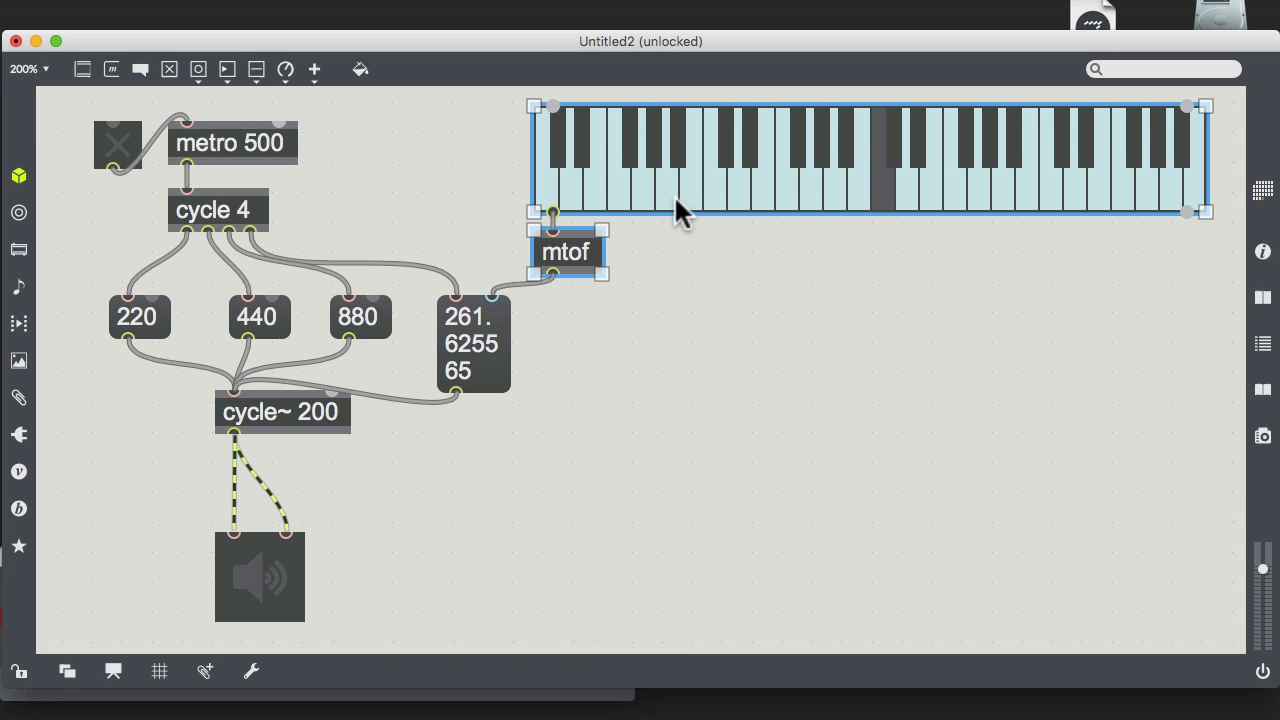 Untitled2 (unlocked)
200%
metro 500
cycle 4
mtof
220
440
880
261.
6255
65
cycle~ 200